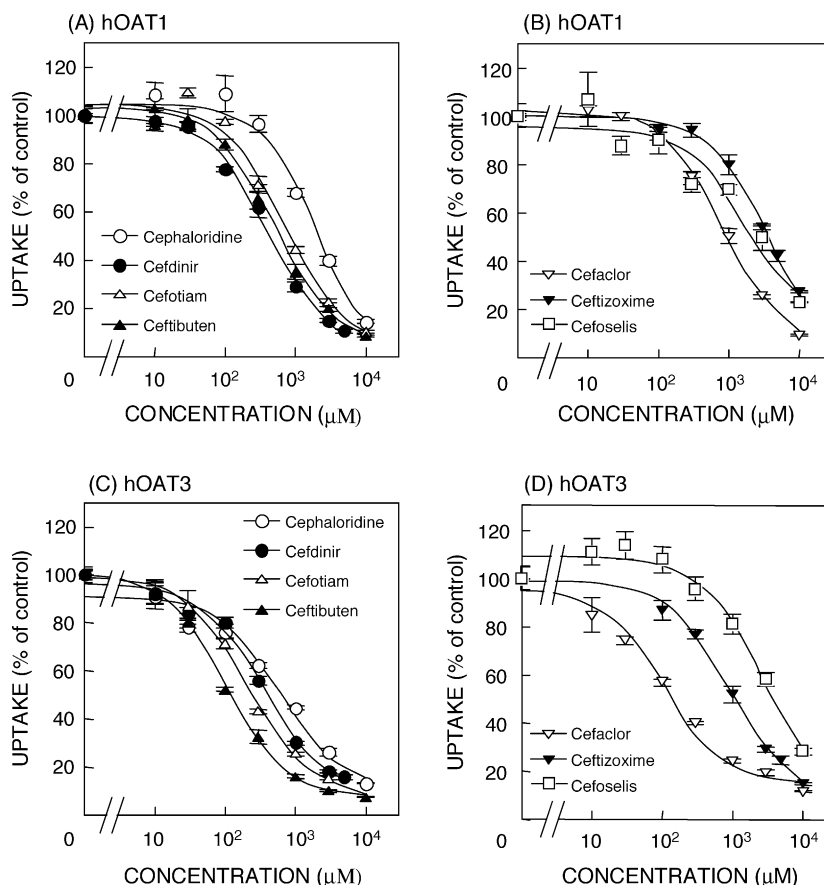 (A) hOAT1
UPTAKE (% of control)
120
100
80
60
40
20
0
Cephaloridine
Cefdinir
Cefotiam
Ceftibuten
10 10² 10³ 10⁴
CONCENTRATION (μM)
(B) hOAT1
UPTAKE (% of control)
120
100
80
60
40
20
0
Cefaclor
Ceftizoxime
Cefoselis
10 10² 10³ 10⁴
CONCENTRATION (μM)
(C) hOAT3
UPTAKE (% of control)
120
100
80
60
40
20
0
Cephaloridine
Cefdinir
Cefotiam
Ceftibuten
10 10² 10³ 10⁴
CONCENTRATION (μM)
(D) hOAT3
UPTAKE (% of control)
120
100
80
60
40
20
0
Cefaclor
Ceftizoxime
Cefoselis
10 10² 10³ 10⁴
CONCENTRATION (μM)